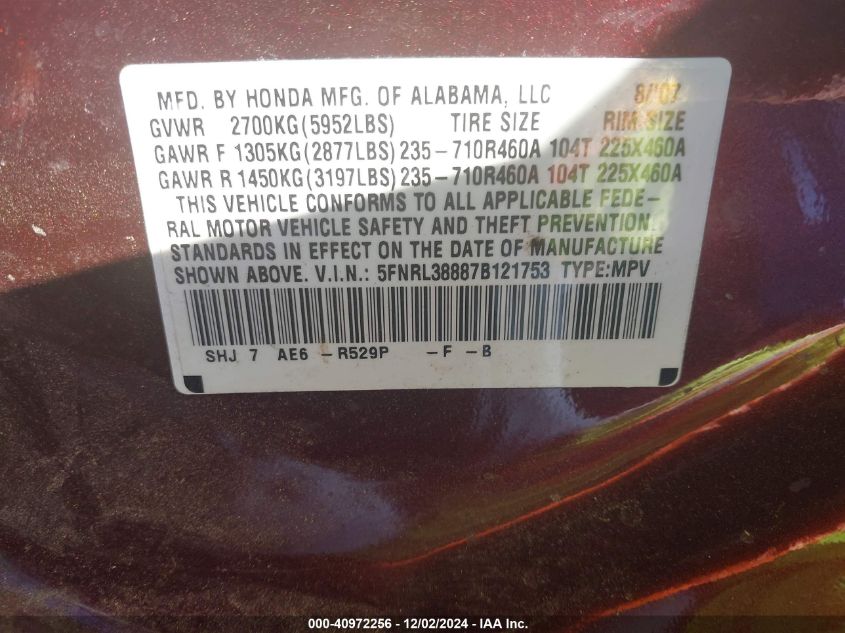 MFD. BY HONDA MFG. OF ALABAMA, LLC 8/'07
GVWR 2700KG(5952LBS) TIRE SIZE RIM SIZE
GAWR F 1305KG(2877LBS) 235-710R460A 104T 225X460A
GAWR R 1450KG(3197LBS) 235-710R460A 104T 225X460A
THIS VEHICLE CONFORMS TO ALL APPLICABLE FEDE-
RAL MOTOR VEHICLE SAFETY AND THEFT PREVENTION
STANDARDS IN EFFECT ON THE DATE OF MANUFACTURE
SHOWN ABOVE. V.I.N.: 5FNRL38887B121753 TYPE:MPV
SHJ 7 AE6 -R529P -F -B
000-40972256 - 12/02/2024 - IAA Inc.